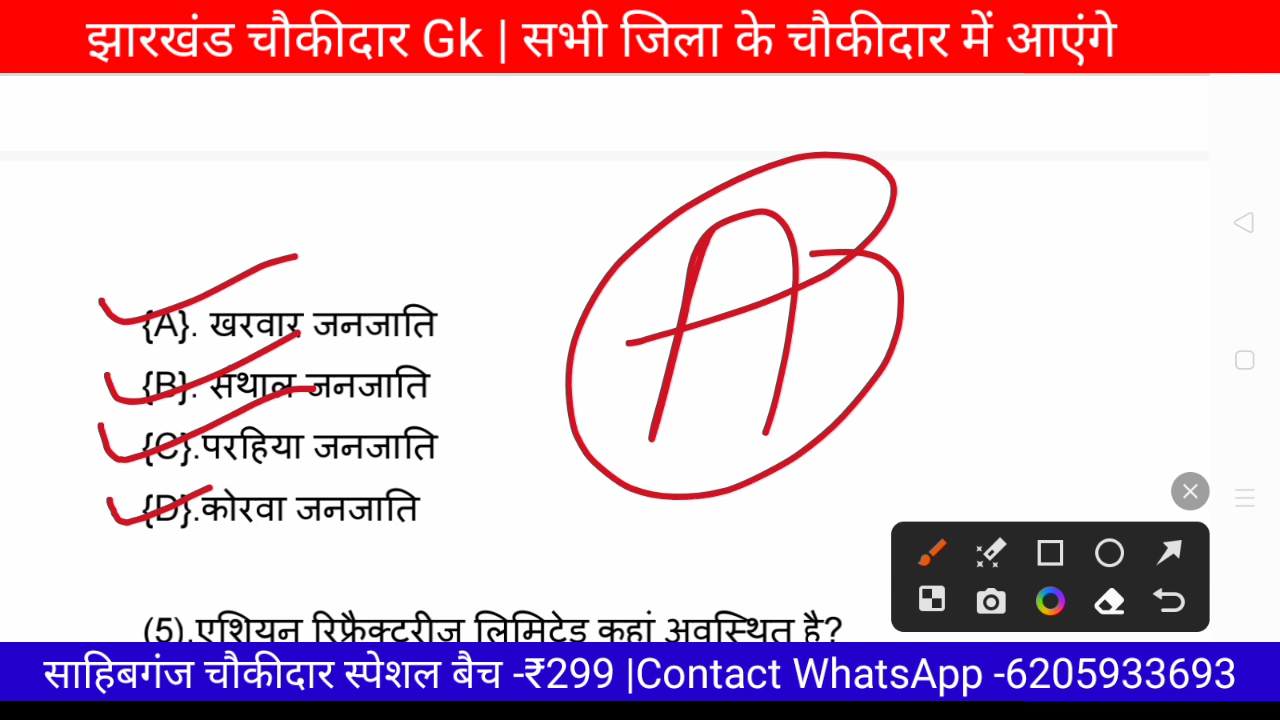 झारखंड चौकीदार Gk | सभी जिला के चौकीदार में आएंगे
A
{A}. खरवार जनजाति
{B}. संथाल जनजाति
{C}.परहिया जनजाति
{D}.कोरवा जनजाति
(5).एशियन रिफ्रैक्टरीज लिमिटेड कहां अवस्थित है?
साहिबगंज चौकीदार स्पेशल बैच -₹299 |Contact WhatsApp -6205933693